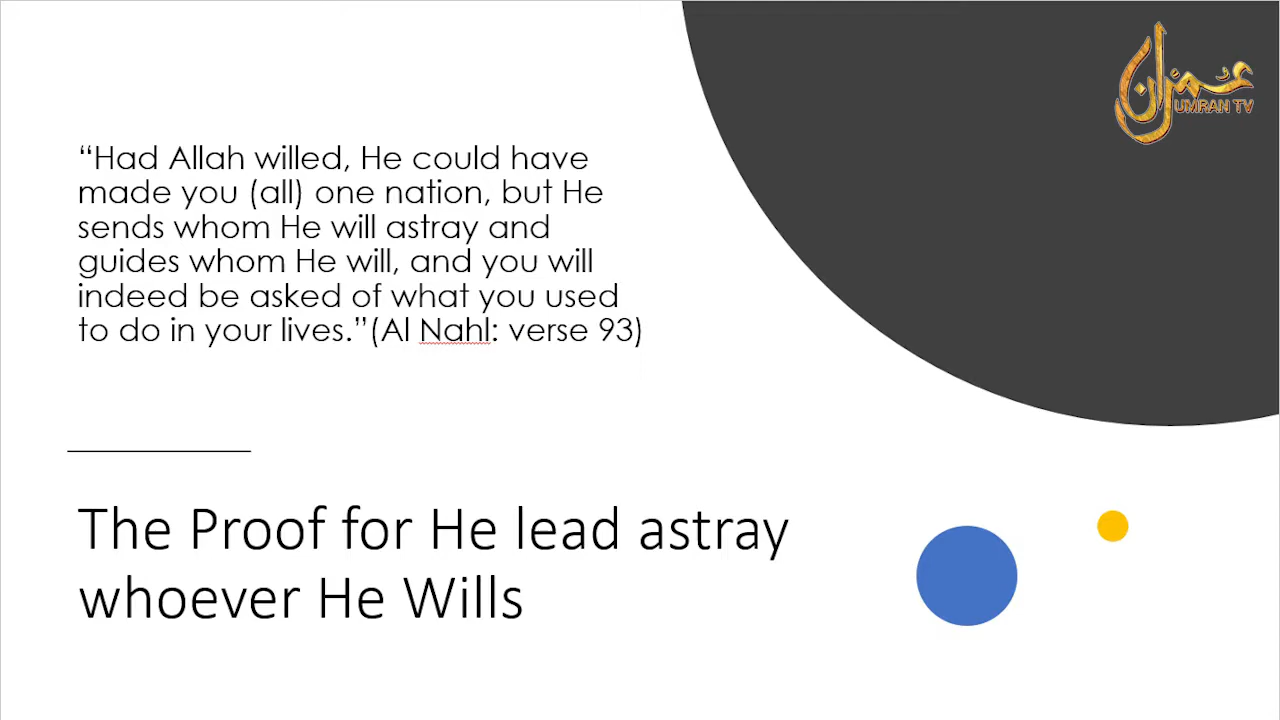 عمران
UMRAN TV
“Had Allah willed, He could have
made you (all) one nation, but He
sends whom He will astray and
guides whom He will, and you will
indeed be asked of what you used
to do in your lives.”(Al Nahl: verse 93)
The Proof for He lead astray
whoever He Wills